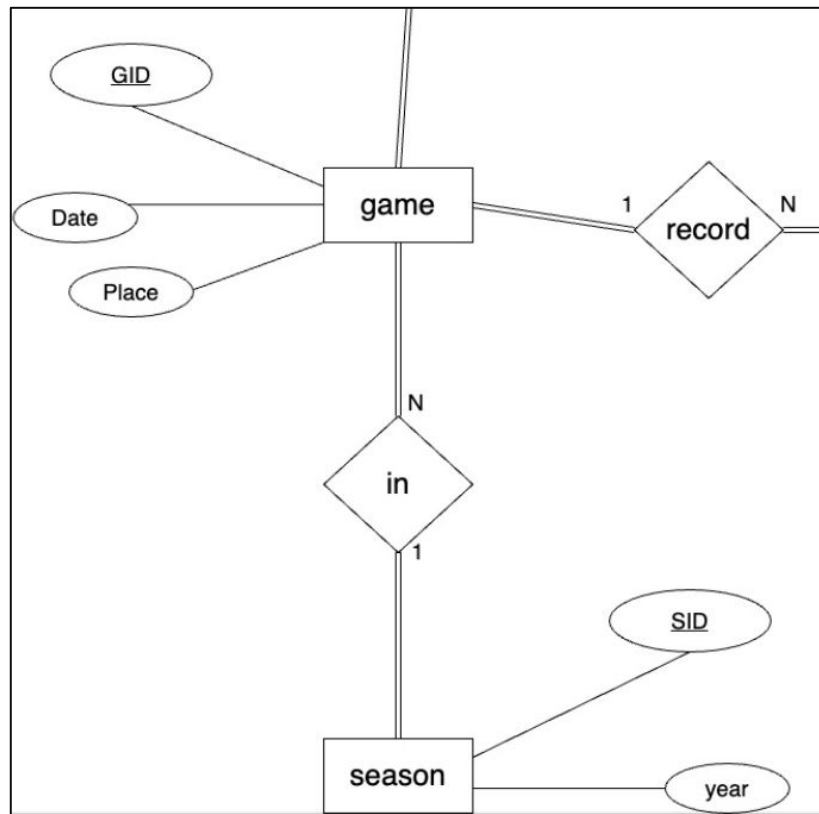 GID
game
Date
1
N
record
Place
N
in
1
SID
season
year